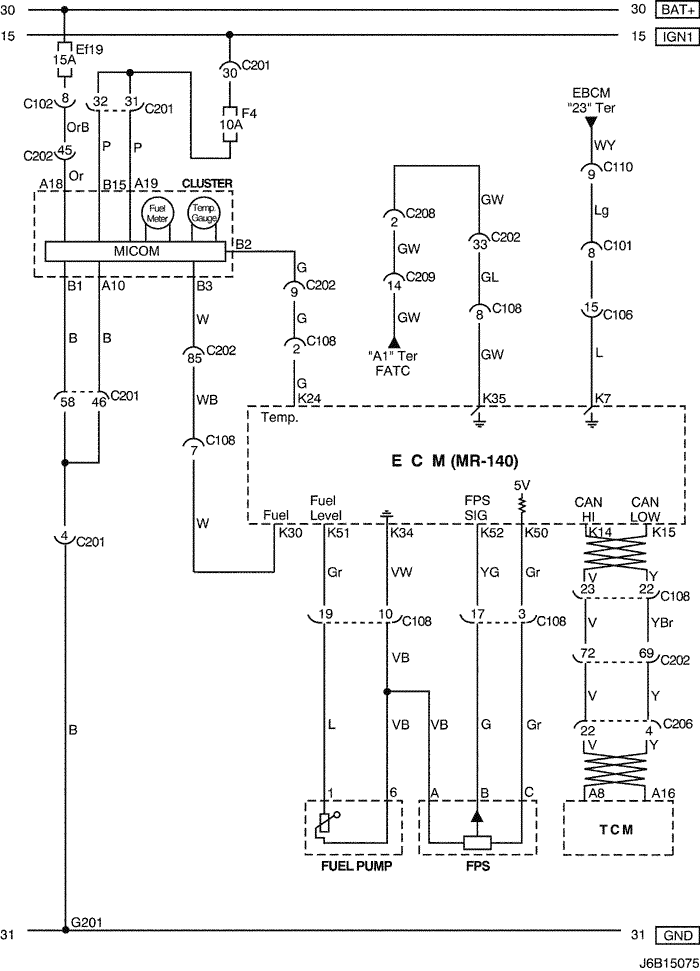 30 30 BAT+
15 15 IGN1
Ef19
15A
C201
30
8
C102
32 31 C201
F4
10A
EBCM
"23" Ter
OrB
P P
WY
45
C202
9 C110
Or
A18 B15 A19 CLUSTER
Fuel Meter
Temp. Gauge
GW
Lg
C208
2
33 C202
MICOM
B2
GW
C101
8
G
C209
14
GL
B1 A10 B3
9 C202
8 C108
15 C106
W
G
GW
B B
C202
85
2 C108
"A1" Ter
FATC
GW
L
WB
G
58 46 C201
K24 K35 K7
Temp.
C108
7
E C M (MR-140)
5V
Fuel
Fuel Level
FPS SIG
CAN HI
CAN LOW
W
K30 K51 K34 K52 K50 K14 K15
4 C201
Gr VW YG Gr
V Y
23 22 C108
19 10 C108
17 3 C108
V YBr
VB
72 69 C202
V Y
B
L VB VB G Gr
22 4 C206
V Y
1 6 A B C A8 A16
TCM
FUEL PUMP FPS
G201
31 31 GND
J6B15075